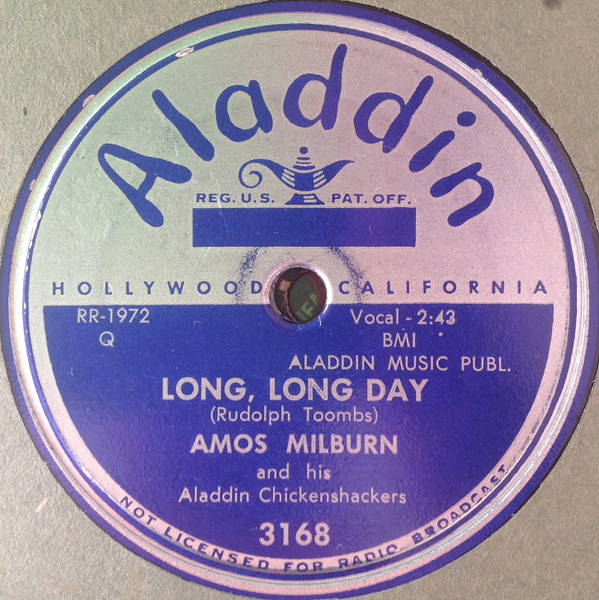 Aladdin
REG. U.S. PAT. OFF.
HOLLYWOOD CALIFORNIA
RR-1972 Vocal - 2:43
Q BMI
ALADDIN MUSIC PUBL.
LONG, LONG DAY
(Rudolph Toombs)
AMOS MILBURN
and his
Aladdin Chickenshackers
3168
NOT LICENSED FOR RADIO BROADCAST